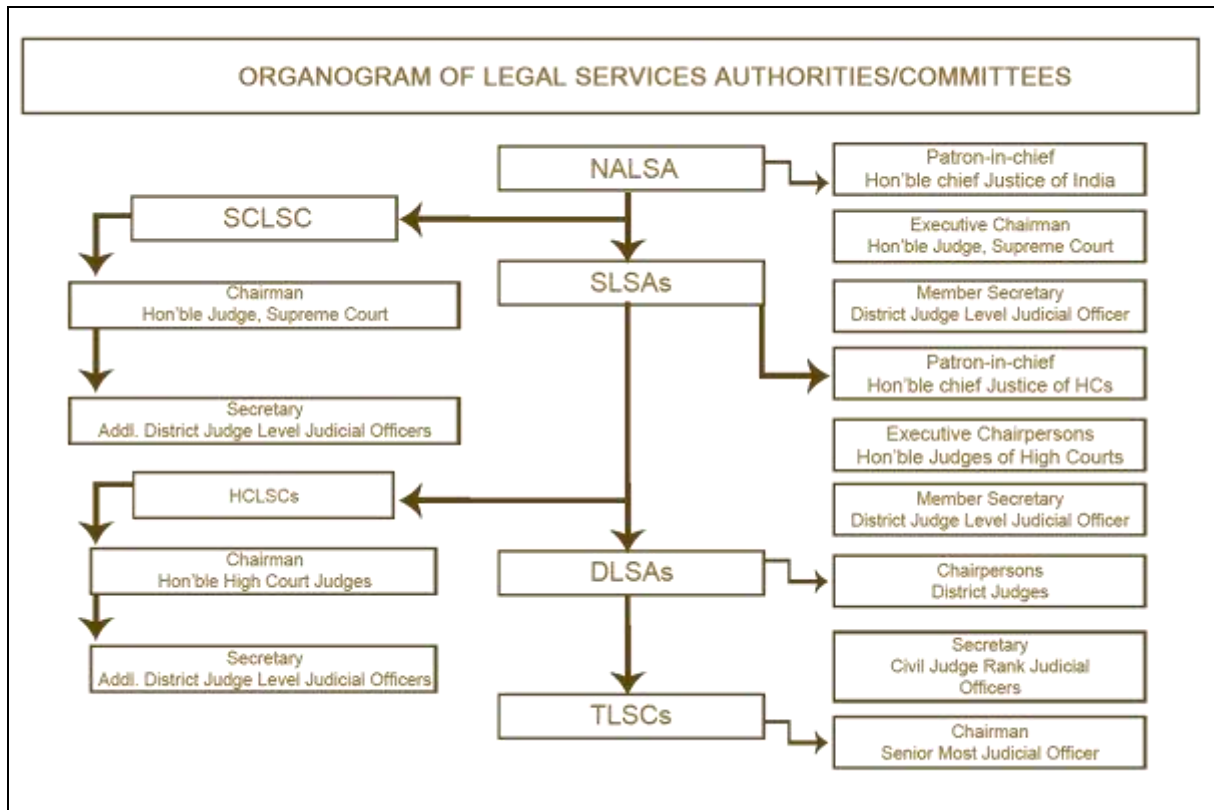 ORGANOGRAM OF LEGAL SERVICES AUTHORITIES/COMMITTEES
NALSA
Patron-in-chief
Hon'ble chief Justice of India
SCLSC
Executive Chairman
Hon'ble Judge, Supreme Court
SLSAs
Chairman
Hon'ble Judge, Supreme Court
Member Secretary
District Judge Level Judicial Officer
Patron-in-chief
Hon'ble chief Justice of HCs
Secretary
Addl. District Judge Level Judicial Officers
Executive Chairpersons
Hon'ble Judges of High Courts
HCLSCs
Member Secretary
District Judge Level Judicial Officer
Chairman
Hon'ble High Court Judges
DLSAs
Chairpersons
District Judges
Secretary
Addl. District Judge Level Judicial Officers
Secretary
Civil Judge Rank Judicial
Officers
TLSCs
Chairman
Senior Most Judicial Officer